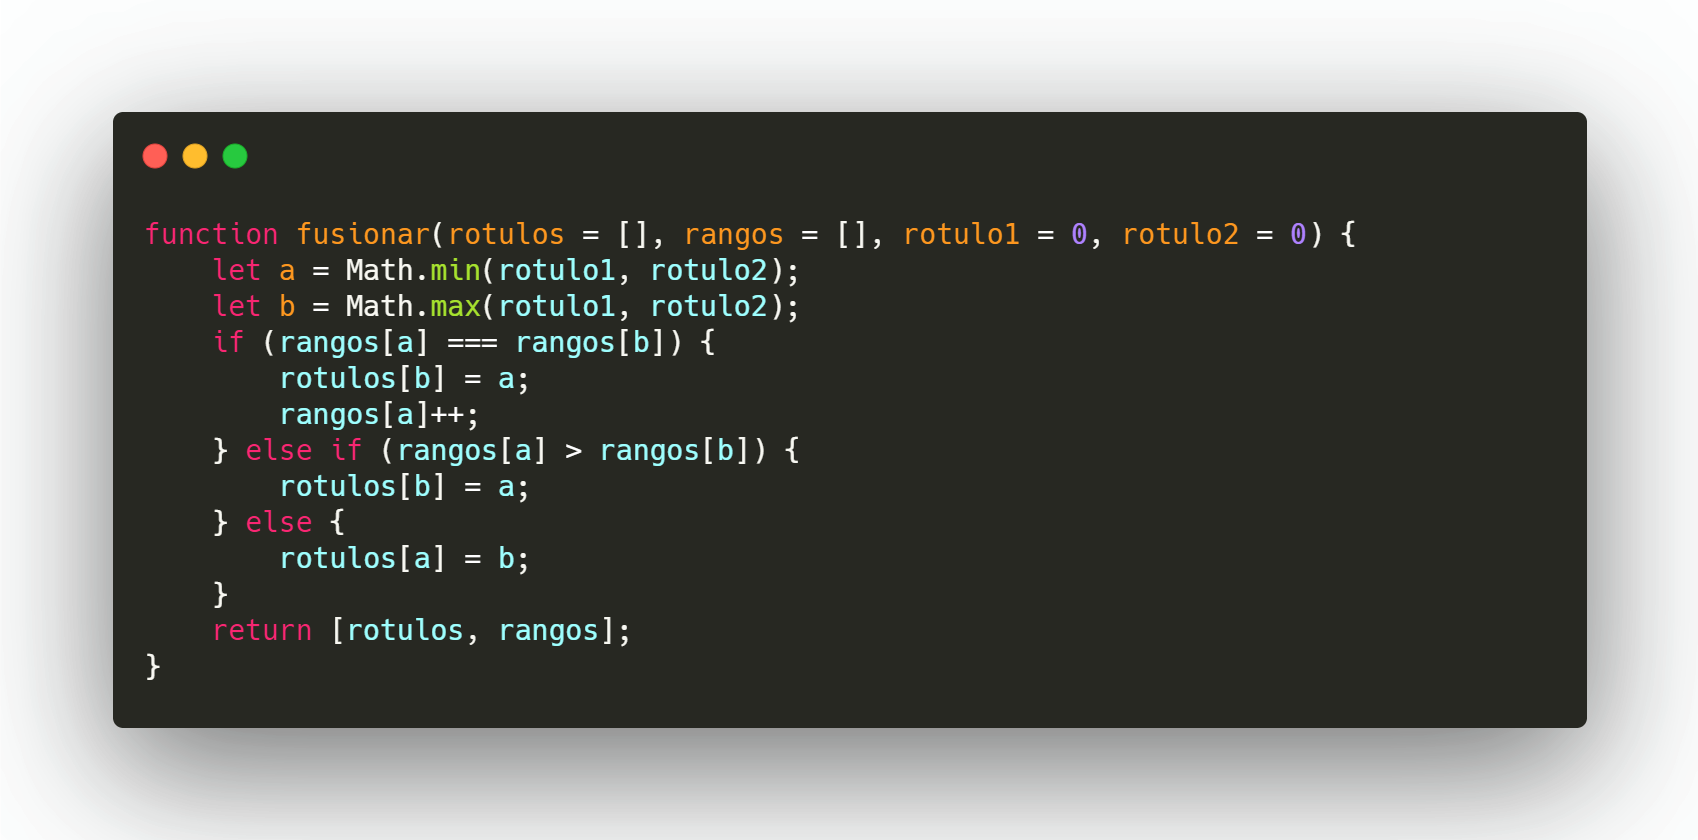 function fusionar(rotulos = [], rangos = [], rotulo1 = 0, rotulo2 = 0) {
    let a = Math.min(rotulo1, rotulo2);
    let b = Math.max(rotulo1, rotulo2);
    if (rangos[a] === rangos[b]) {
        rotulos[b] = a;
        rangos[a]++;
    } else if (rangos[a] > rangos[b]) {
        rotulos[b] = a;
    } else {
        rotulos[a] = b;
    }
    return [rotulos, rangos];
}